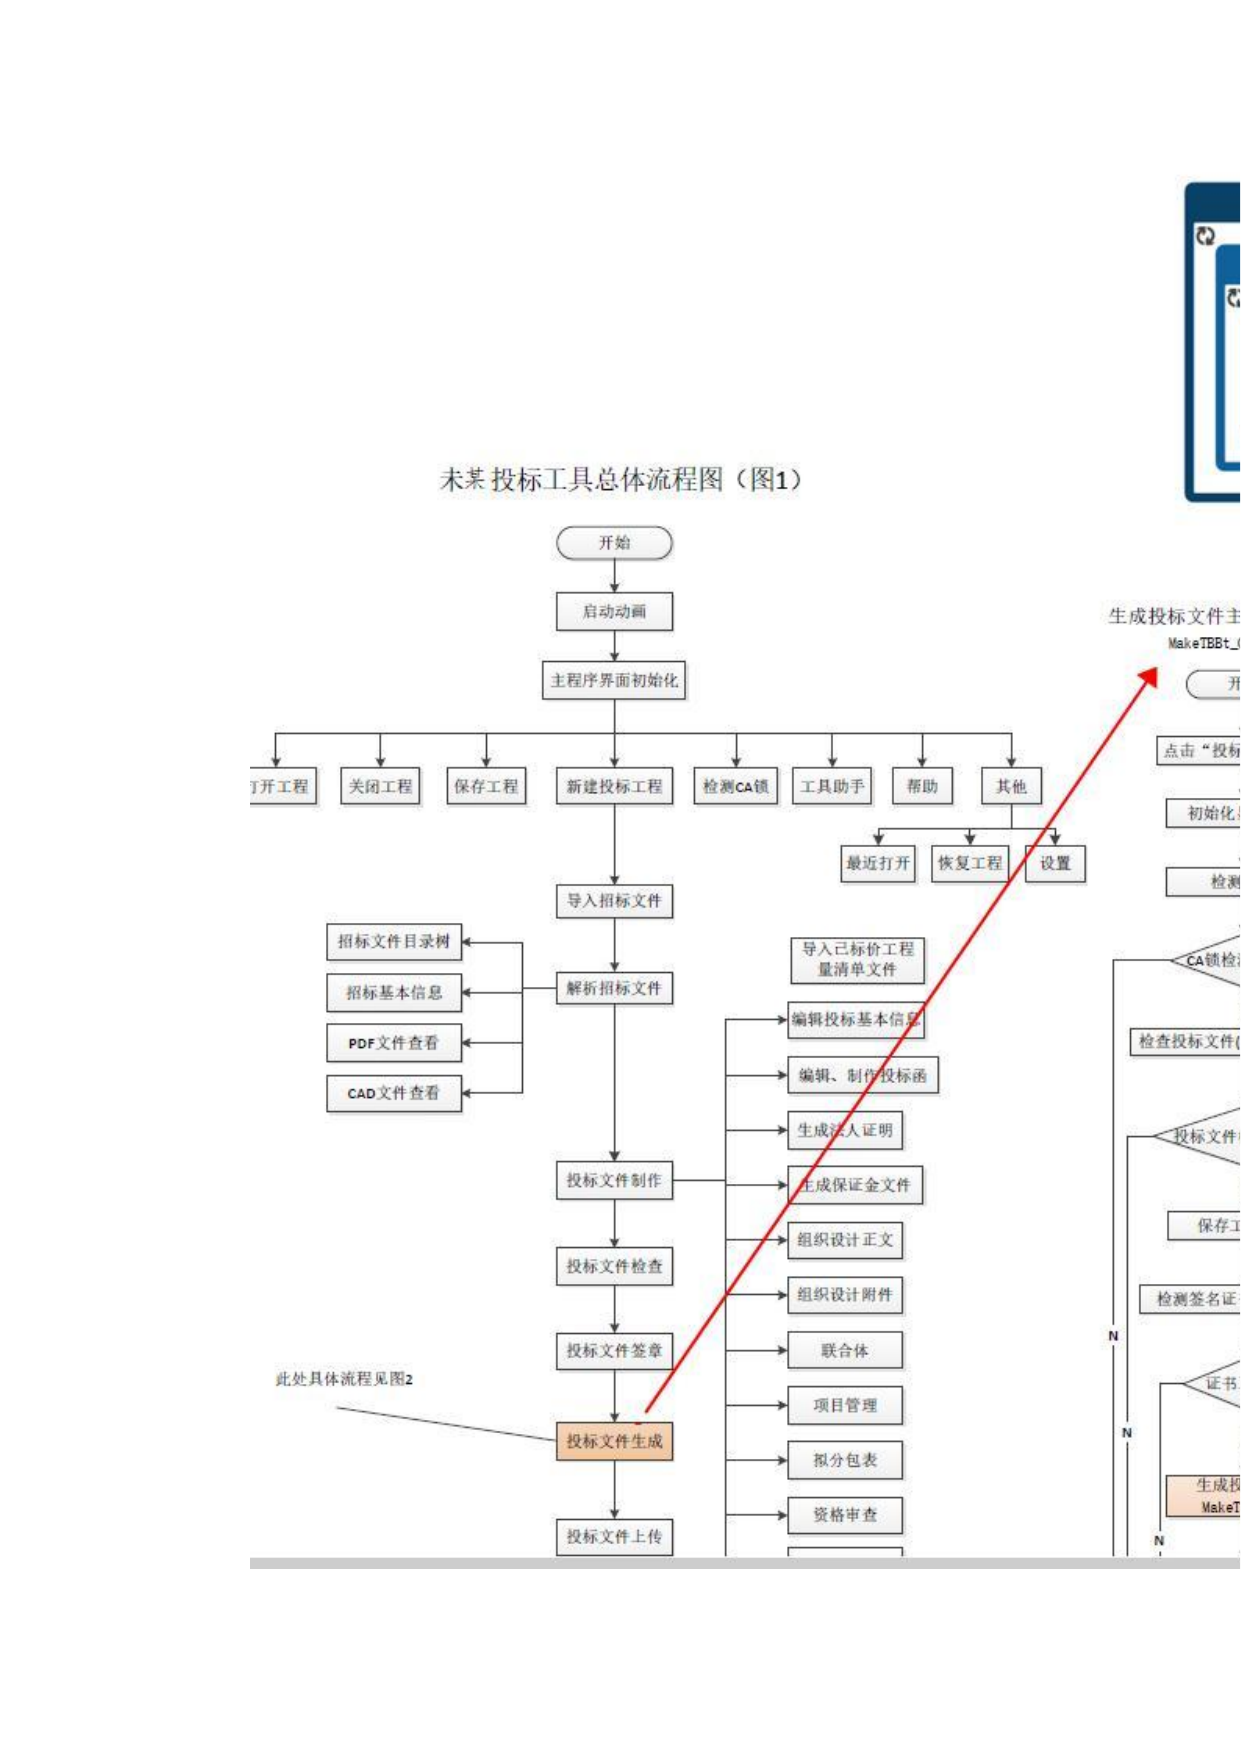 未某 投标工具总体流程图（图1）
开始
启动动画
主程序界面初始化
打开工程
关闭工程
保存工程
新建投标工程
检测CA锁
工具助手
帮助
其他
最近打开
恢复工程
设置
导入招标文件
招标文件目录树
解析招标文件
招标基本信息
PDF文件查看
CAD文件查看
导入已标价工程
量清单文件
编辑投标基本信息
编辑、制作投标函
生成法人证明
投标文件制作
生成保证金文件
组织设计正文
投标文件检查
组织设计附件
投标文件签章
联合体
此处具体流程见图2
项目管理
投标文件生成
拟分包表
资格审查
投标文件上传
生成投标文件主
MakeTBBt_
开
点击“投标
初始化
检测
CA锁检
检查投标文件(
投标文件
保存工
检测签名证
N
证书
N
生成投
MakeT
N